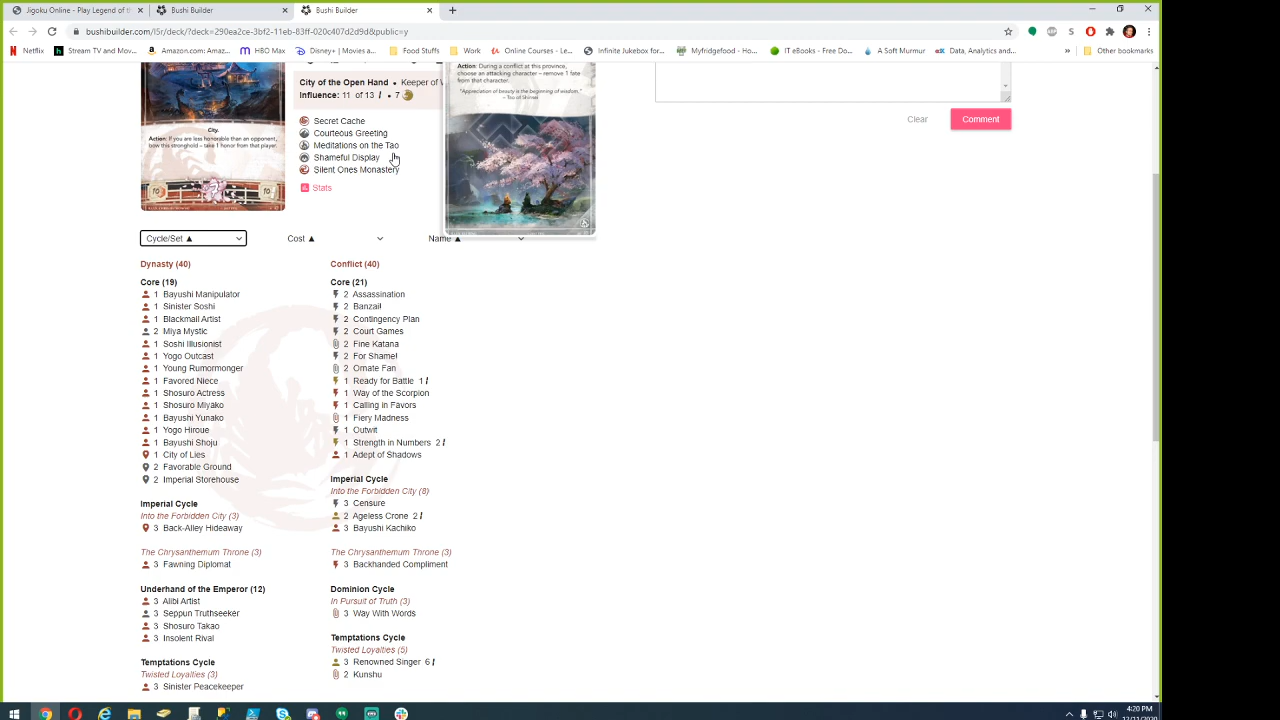 Jigoku Online - Play Legend of th
Bushi Builder
Bushi Builder
bushibuilder.com/l5r/deck/?deck=290ea2ce-3bf2-11eb-83ff-020d407d2d9d&public=y
Netflix
Stream TV and Mov...
Amazon.com: Amaz...
HBO Max
Disney+ | Movies a...
Food Stuffs
Work
Online Courses - Le...
Infinite Jukebox for...
Myfridgefood - Ho...
IT eBooks - Free Do...
A Soft Murmur
Data, Analytics and...
»
Other bookmarks
City of the Open Hand • Keeper of
Influence: 11 of 13 • 7
Secret Cache
Courteous Greeting
Meditations on the Tao
Shameful Display
Silent Ones Monastery
Stats
City.
Action: If you are less honorable then an opponent,
bow this stronghold – take 1 honor from that player.
10
10
Action: During a conflict at this province,
choose an attacking character – remove 1 fate
from that character.
"Appreciation of beauty is the beginning of wisdom."
– Tao of Shinsei
Clear
Comment
Cycle/Set ▲
Cost ▲
Name ▲
Dynasty (40)
Core (19)
1 Bayushi Manipulator
1 Sinister Soshi
1 Blackmail Artist
2 Miya Mystic
1 Soshi Illusionist
1 Yogo Outcast
1 Young Rumormonger
1 Favored Niece
1 Shosuro Actress
1 Shosuro Miyako
1 Bayushi Yunako
1 Yogo Hiroue
1 Bayushi Shoju
1 City of Lies
2 Favorable Ground
2 Imperial Storehouse
Imperial Cycle
Into the Forbidden City (3)
3 Back-Alley Hideaway
The Chrysanthemum Throne (3)
3 Fawning Diplomat
Underhand of the Emperor (12)
3 Alibi Artist
3 Seppun Truthseeker
3 Shosuro Takao
3 Insolent Rival
Temptations Cycle
Twisted Loyalties (3)
3 Sinister Peacekeeper
Conflict (40)
Core (21)
2 Assassination
2 Banzai!
2 Contingency Plan
2 Court Games
2 Fine Katana
2 For Shame!
2 Ornate Fan
1 Ready for Battle 1
1 Way of the Scorpion
1 Calling in Favors
1 Fiery Madness
1 Outwit
1 Strength in Numbers 2
1 Adept of Shadows
Imperial Cycle
Into the Forbidden City (8)
3 Censure
2 Ageless Crone 2
3 Bayushi Kachiko
The Chrysanthemum Throne (3)
3 Backhanded Compliment
Dominion Cycle
In Pursuit of Truth (3)
3 Way With Words
Temptations Cycle
Twisted Loyalties (5)
3 Renowned Singer 6
2 Kunshu
4:20 PM